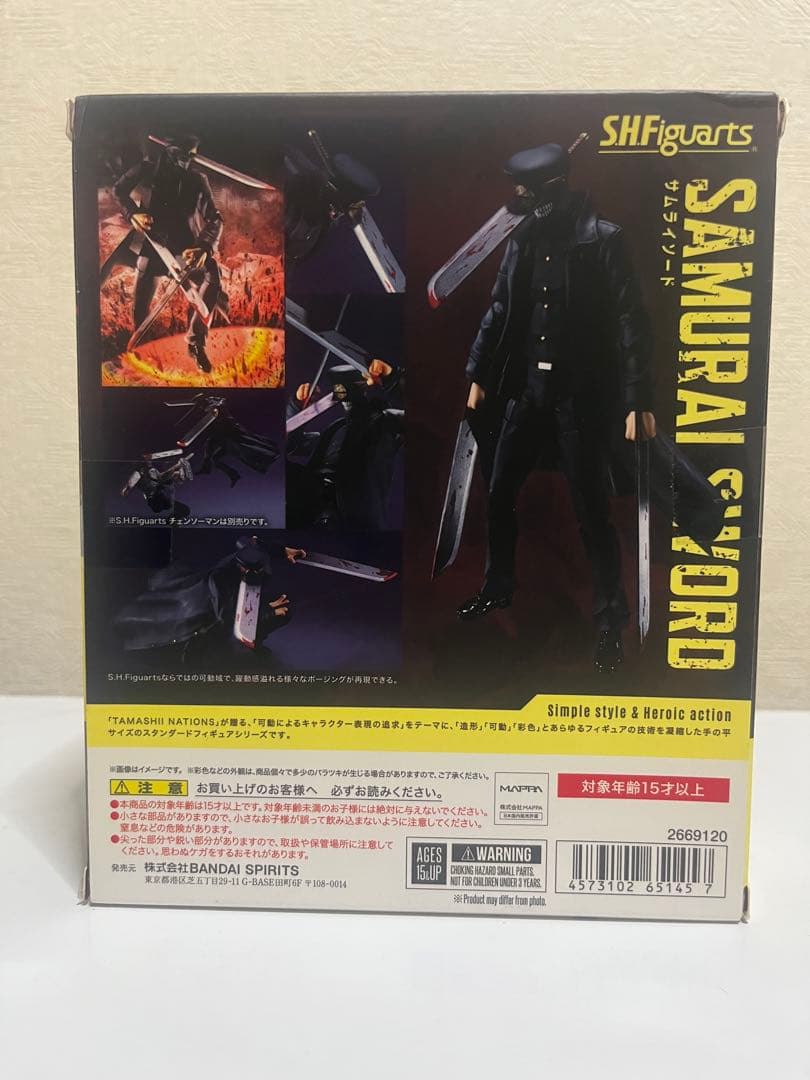 S.H.Figuarts
SAMURAI SWORD
サムライソード
※S.H.Figuarts チェンソーマンは別売りです。
S.H.Figuartsならではの可動域で、躍動感溢れる様々なポージングが再現できる。
Simple style & Heroic action
「TAMASHII NATIONS」が贈る、「可動によるキャラクター表現の追求」をテーマに、「造形」「可動」「彩色」とあらゆるフィギュアの技術を凝縮した手の平
サイズのスタンダードフィギュアシリーズです。
※画像はイメージです。 ※彩色などの外観は、商品個々で多少のバラツキが生じる場合がありますので、ご了承ください。
注意 お買い上げのお客様へ 必ずお読みください。
●本商品の対象年齢は15才以上です。対象年齢未満のお子様には絶対に与えないでください。
●小さな部品がありますので、小さなお子様が誤って飲み込まないように注意してください。
窒息などの危険があります。
●尖った部分や鋭い部分がありますので、取扱や保管場所に注意して
ください。思わぬケガをするおそれがあります。
発売元 株式会社BANDAI SPIRITS
東京都港区芝五丁目29-11 G-BASE田町6F 〒108-0014
MAPPA
株式会社MAPPA
日本国内販売許諾
対象年齢15才以上
2669120
AGES
15&UP
WARNING
CHOKING HAZARD SMALL PARTS.
NOT FOR CHILDREN UNDER 3 YEARS.
※Product may differ from photo.
4573102 65145 7